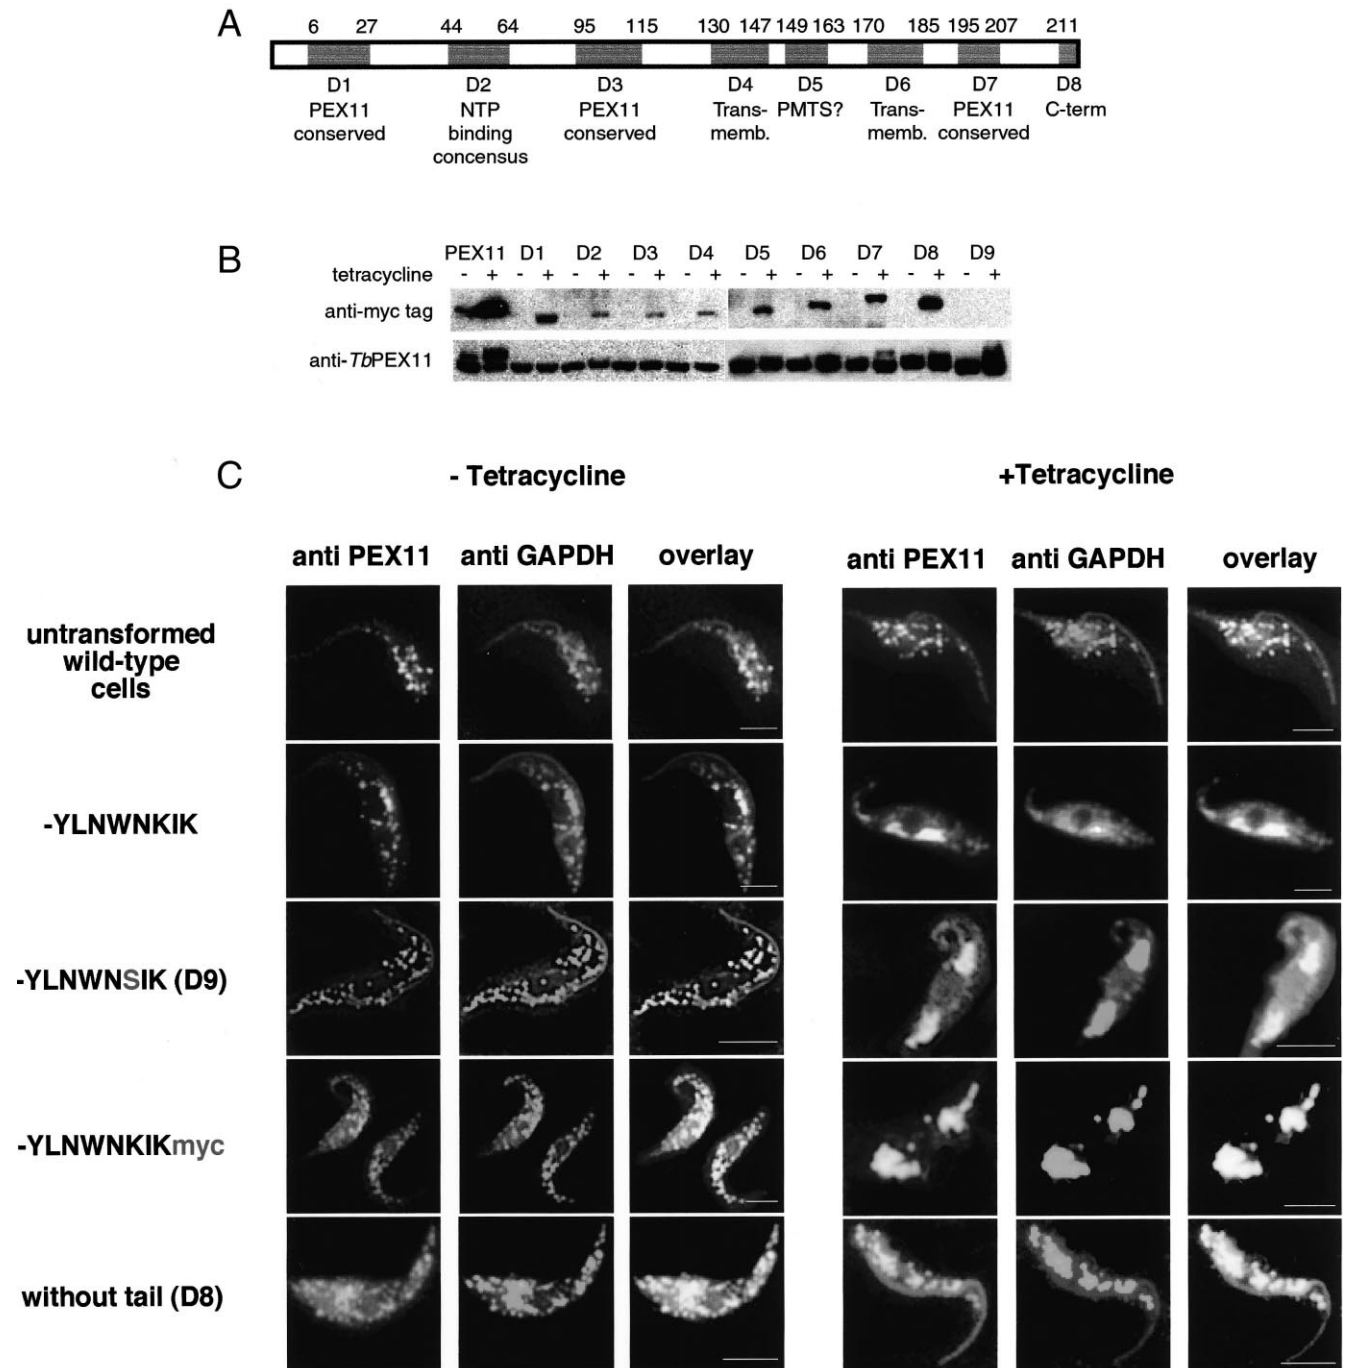 A
6 27 44 64 95 115 130 147 149 163 170 185 195 207 211
D1 D2 D3 D4 D5 D6 D7 D8
PEX11 NTP PEX11 Trans- PMTS? Trans- PEX11 C-term
conserved binding conserved memb. memb. conserved
concensus
B
PEX11 D1 D2 D3 D4 D5 D6 D7 D8 D9
tetracycline - + - + - + - + - + - + - + - + - + - +
anti-myc tag
anti-TbPEX11
C
- Tetracycline +Tetracycline
anti PEX11 anti GAPDH overlay anti PEX11 anti GAPDH overlay
untransformed
wild-type
cells
-YLNWNKIK
-YLNWNSIK (D9)
-YLNWNKIKmyc
without tail (D8)